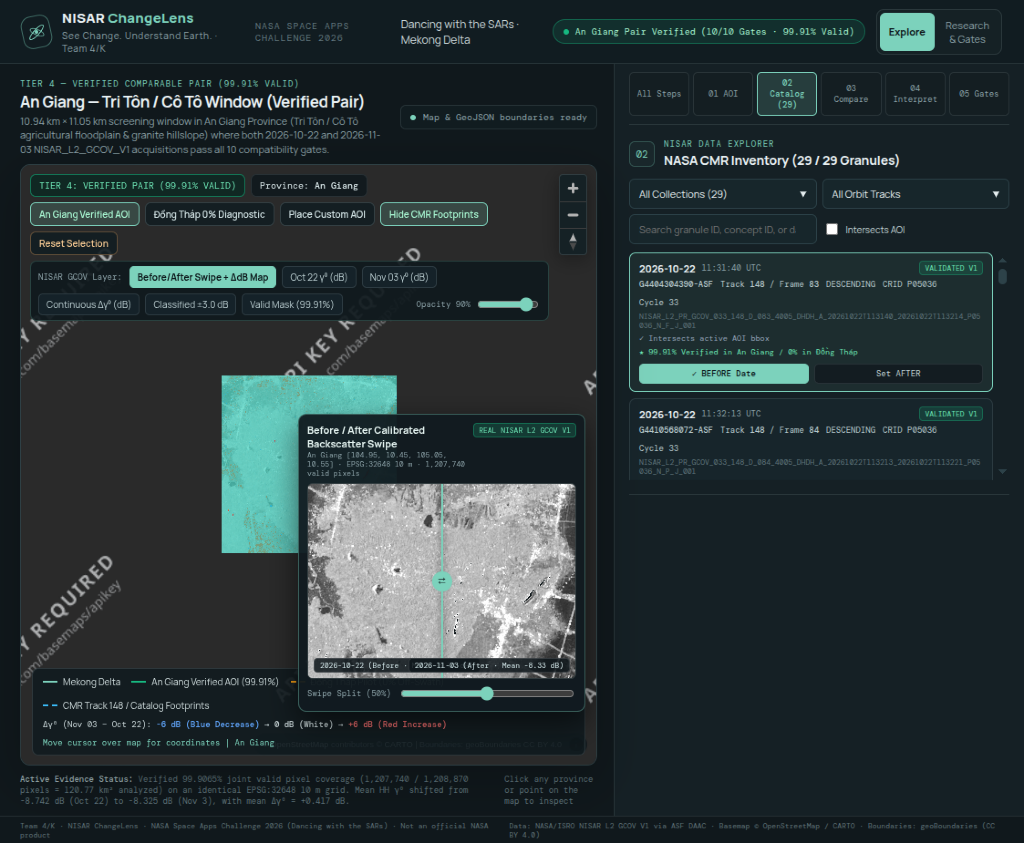 NISAR ChangeLens
See Change. Understand Earth. ·
Team 4/K
NASA SPACE APPS
CHALLENGE 2026
Dancing with the SARs ·
Mekong Delta
An Giang Pair Verified (10/10 Gates · 99.91% Valid)
Explore
Research
& Gates
TIER 4 — VERIFIED COMPARABLE PAIR (99.91% VALID)
An Giang — Tri Tôn / Cô Tô Window (Verified Pair)
10.94 km × 11.05 km screening window in An Giang Province (Tri Tôn / Cô Tô
agricultural floodplain & granite hillslope) where both 2026-10-22 and 2026-11-
03 NISAR_L2_GCOV_V1 acquisitions pass all 10 compatibility gates.
Map & GeoJSON boundaries ready
TIER 4: VERIFIED PAIR (99.91% VALID)
Province: An Giang
An Giang Verified AOI
Đồng Tháp 0% Diagnostic
Place Custom AOI
Hide CMR Footprints
Reset Selection
NISAR GCOV Layer:
Before/After Swipe + ΔdB Map
Oct 22 γ⁰ (dB)
Nov 03 γ⁰ (dB)
Continuous Δγ⁰ (dB)
Classified ±3.0 dB
Valid Mask (99.91%)
Opacity 90%
PI KEY R
com/basema
Y REQUIRED
com/basemaps/apikey
Before / After Calibrated
Backscatter Swipe
REAL NISAR L2 GCOV V1
An Giang [104.95, 10.45, 105.05,
10.55] · EPSG:32648 10 m · 1,207,740
valid pixels
2026-10-22 (Before ·
2026-11-03 (After · Mean -8.33 dB)
Swipe Split (50%)
Mekong Delta
An Giang Verified AOI (99.91%)
CMR Track 148 / Catalog Footprints
Δγ⁰ (Nov 03 − Oct 22): -6 dB (Blue Decrease) → 0 dB (White) → +6 dB (Red Increase)
Move cursor over map for coordinates | An Giang
Active Evidence Status: Verified 99.9065% joint valid pixel coverage (1,207,740 / 1,208,870
pixels = 120.77 km² analyzed) on an identical EPSG:32648 10 m grid. Mean HH γ⁰ shifted from
-8.742 dB (Oct 22) to -8.325 dB (Nov 3), with mean Δγ⁰ = +0.417 dB.
Click any province
or point on the
map to inspect
All Steps
01 AOI
02
Catalog
(29)
03
Compare
04
Interpret
05 Gates
02
NISAR DATA EXPLORER
NASA CMR Inventory (29 / 29 Granules)
All Collections (29)
All Orbit Tracks
Search granule ID, concept ID, or d
Intersects AOI
2026-10-22 11:31:40 UTC
VALIDATED V1
G4404304390-ASF Track 148 / Frame 83 DESCENDING CRID P05036
Cycle 33
NISAR_L2_PR_GCOV_033_148_D_083_4005_DHDH_A_20261022T113140_20261022T113214_P05
036_N_F_J_001
✓ Intersects active AOI bbox
★ 99.91% Verified in An Giang / 0% in Đồng Tháp
✓ BEFORE Date
Set AFTER
2026-10-22 11:32:13 UTC
VALIDATED V1
G4410568072-ASF Track 148 / Frame 84 DESCENDING CRID P05036
Cycle 33
NISAR_L2_PR_GCOV_033_148_D_084_4005_DHDH_A_20261022T113213_20261022T113221_P05
036_N_P_J_001
Team 4/K · NISAR ChangeLens · NASA Space Apps Challenge 2026 (Dancing with the SARs) · Not an official NASA
product
Data: NASA/ISRO NISAR L2 GCOV V1 via ASF DAAC · Basemap © OpenStreetMap / CARTO · Boundaries: geoBoundaries (CC
BY 4.0)